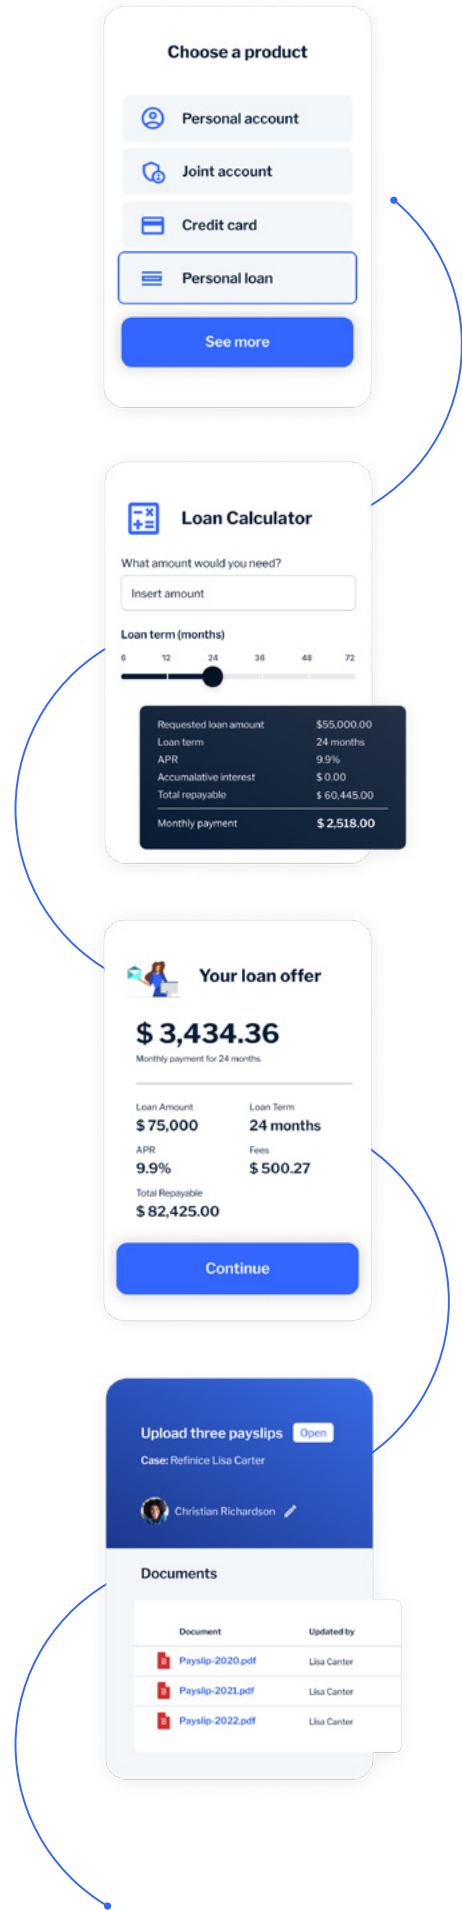 Choose a product
Personal account
Joint account
Credit card
Personal loan
See more
Loan Calculator
What amount would you need?
Insert amount
Loan term (months)
6 12 24 36 48 72
Requested loan amount $55,000.00
Loan term 24 months
APR 9.9%
Accumalative interest $ 0.00
Total repayable $ 60,445.00
Monthly payment $ 2,518.00
Your loan offer
$ 3,434.36
Monthly payment for 24 months
Loan Amount Loan Term
$ 75,000 24 months
APR Fees
9.9% $ 500.27
Total Repayable
$ 82,425.00
Continue
Upload three payslips Open
Case: Refinice Lisa Carter
Christian Richardson
Documents
Document Updated by
Payslip-2020.pdf Lisa Canter
Payslip-2021.pdf Lisa Canter
Payslip-2022.pdf Lisa Canter